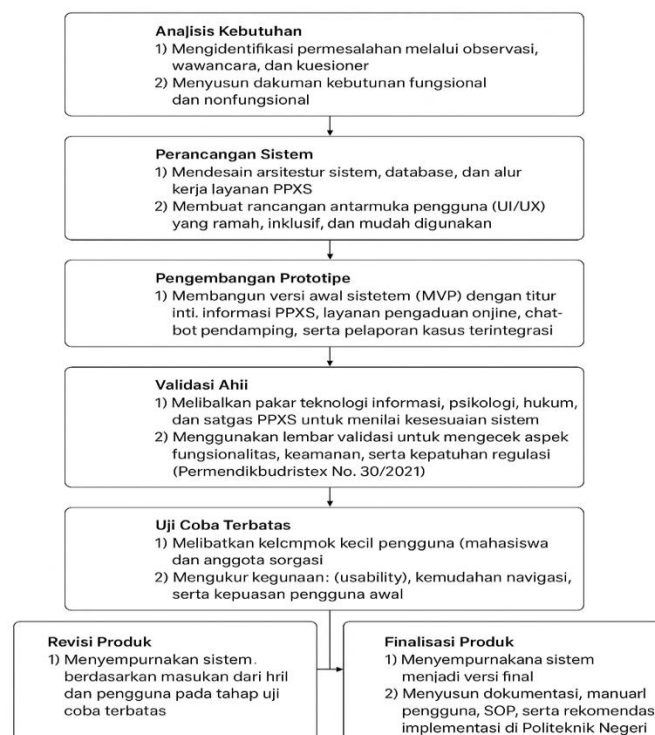 Analisis Kebutuhan
1) Mengidentifikasi permesalahan melalui observasi,
wawancara, dan kuesioner
2) Menyusun dakuman kebutunan fungsional
dan nonfungsional
Perancangan Sistem
1) Mendesain arsitestur sistem, database, dan alur
kerja layanan PPXS
2) Membuat rancangan antarmuka pengguna (UI/UX)
yang ramah, inklusif, dan mudah digunakan
Pengembangan Prototipe
1) Membangun versi awal sistetem (MVP) dengan titur
inti. informasi PPXS, layanan pengaduan onjine, chat-
bot pendamping, serta pelaporan kasus terintegrasi
Validasi Ahii
1) Melibalkan pakar teknologi informasi, psikologi, hukum,
dan satgas PPXS untuk menilai kesesuaian sistem
2) Menggunakan lembar validasi untuk mengecek aspek
fungsionalitas, keamanan, serta kepatuhan regulasi
(Permendikbudristex No. 30/2021)
Uji Coba Terbatas
1) Melibatkan kelcmpok kecil pengguna (mahasiswa
dan anggota sorgasi
2) Mengukur kegunaan: (usability), kemudahan navigasi,
serta kepuasan pengguna awal
Revisi Produk
1) Menyempurnakan sistem.
berdasarkan masukan dari hril
dan pengguna pada tahap uji
coba terbatas
Finalisasi Produk
1) Menyempurnakana sistem
menjadi versi final
2) Menyusun dokumentasi, manuarl
pengguna, SOP, serta rekomendas
implementasi di Politeknik Negeri